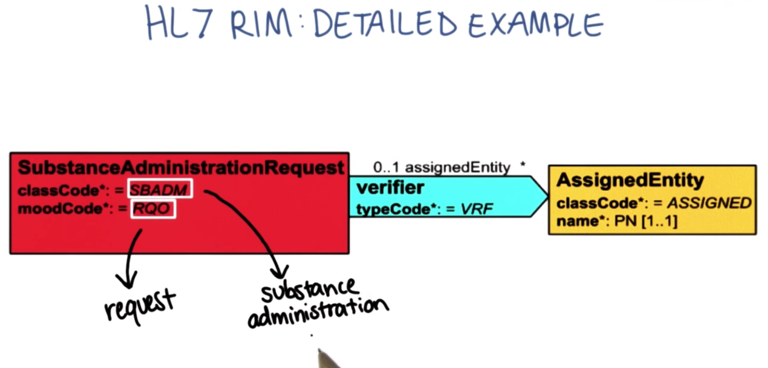 HL7 RIM: DETAILED EXAMPLE
SubstanceAdministrationRequest
classCode*: = SBADM
moodCode*: = RQO
0..1 assignedEntity *
verifier
typeCode*: = VRF
AssignedEntity
classCode*: = ASSIGNED
name*: PN [1..1]
request
substance
administration